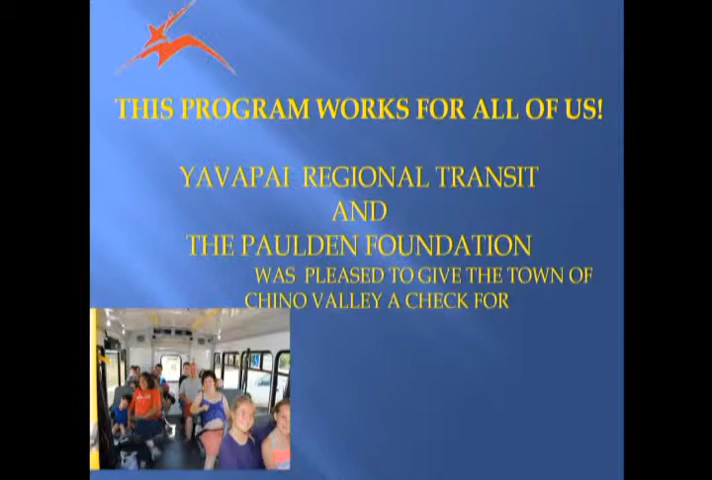 THIS PROGRAM WORKS FOR ALL OF US!
YAVAPAI REGIONAL TRANSIT
AND
THE PAULDEN FOUNDATION
WAS PLEASED TO GIVE THE TOWN OF
CHINO VALLEY A CHECK FOR